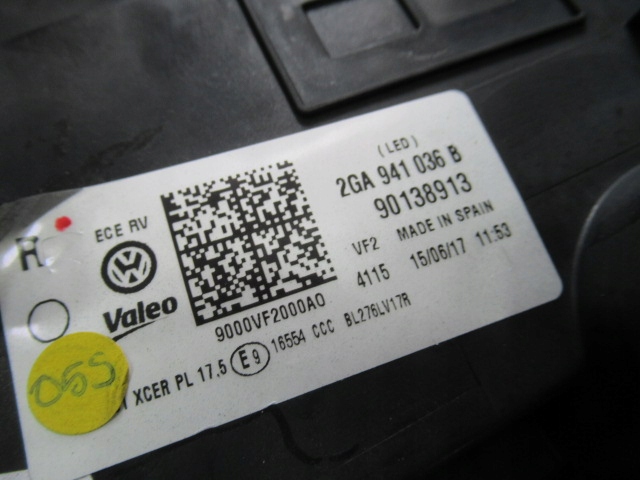 (LED)
2GA 941 036 B
90138913
ECE RV
R
VF2 MADE IN SPAIN
4115 15/06/17 11:53
Valeo
9000VF2000A0
XCER PL 17.5 E9 16554 CCC BL276LV17R
055